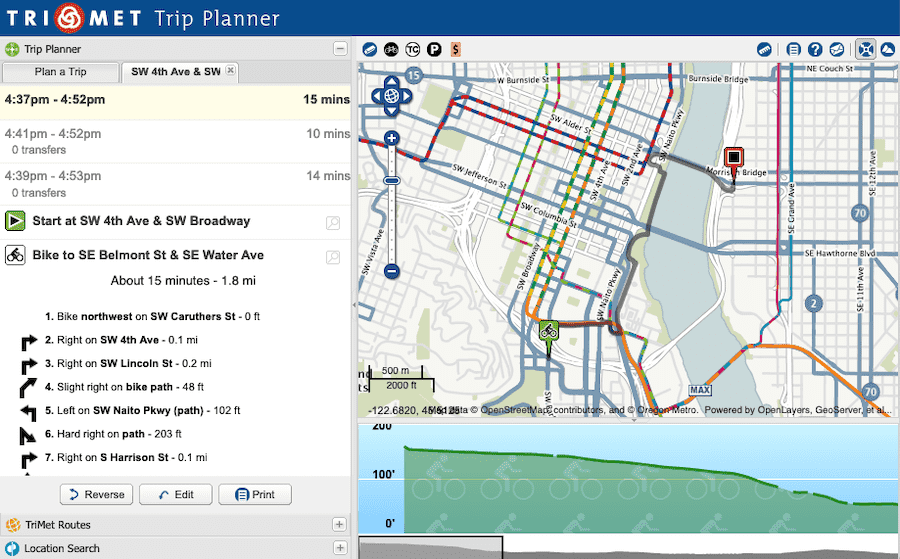 TRI MET Trip Planner
Trip Planner
Plan a Trip
SW 4th Ave & SW
4:37pm - 4:52pm 15 mins
4:41pm - 4:52pm 10 mins
0 transfers
4:39pm - 4:53pm 14 mins
0 transfers
Start at SW 4th Ave & SW Broadway
Bike to SE Belmont St & SE Water Ave
About 15 minutes - 1.8 mi
1. Bike northwest on SW Caruthers St - 0 ft
2. Right on SW 4th Ave - 0.1 mi
3. Right on SW Lincoln St - 0.2 mi
4. Slight right on bike path - 48 ft
5. Left on SW Naito Pkwy (path) - 102 ft
6. Hard right on path - 203 ft
7. Right on S Harrison St - 0.1 mi
Reverse
Edit
Print
TriMet Routes
Location Search
TC
P
$
?
15
W Burnside St
Burnside Bridge
NE Couch St
SW Alder St
SW Naito Pkwy
SW 2nd Ave
SW 4th Ave
Morrison Bridge
SE 12th Ave
SW Jefferson St
SE Grand Ave
70
SW Columbia St
SW Vista Ave
SW Broadway
SE Hawthorne Blvd
SW Naito Pkwy
SE 11th Ave
2
500 m
2000 ft
MAX
70
-122.6820, 45.5125
Map data © OpenStreetMap contributors, and © Oregon Metro. Powered by OpenLayers, GeoServer, et al...
200
100'
0'